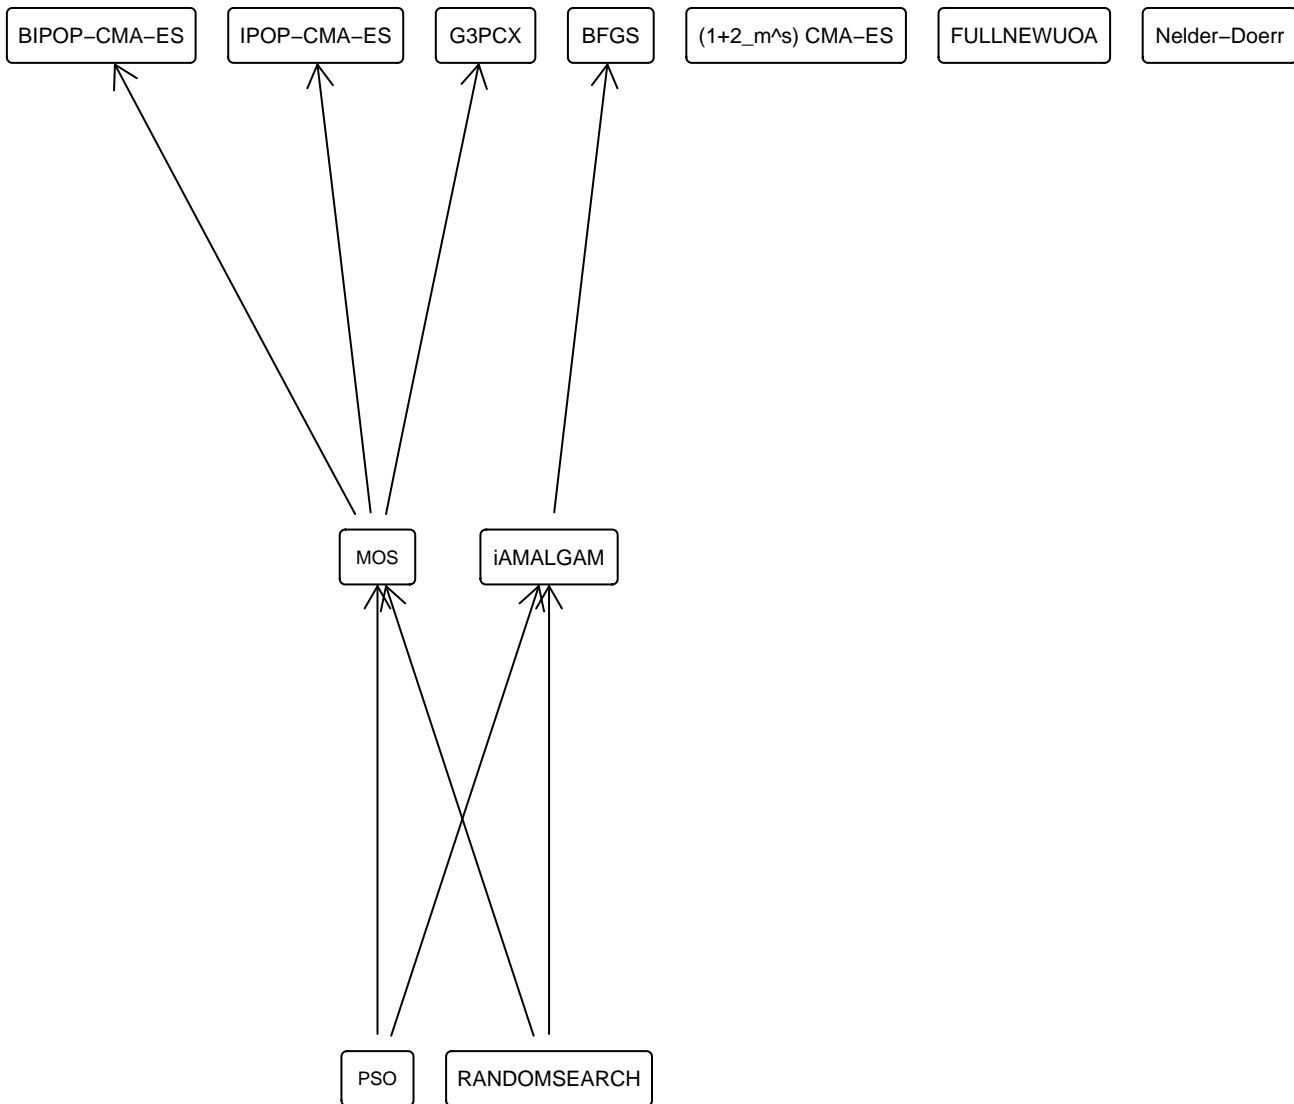 BIPOP−CMA−ES IPOP−CMA−ES G3PCX BFGS (1+2_m^s) CMA−ES FULLNEWUOA Nelder−Doerr
MOS iAMALGAM
PSO RANDOMSEARCH